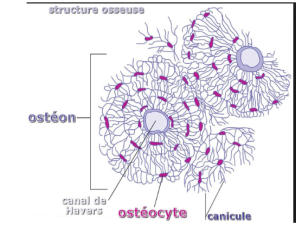 structure osseuse
ostéon
canal de
Havers
ostéocyte
canicule